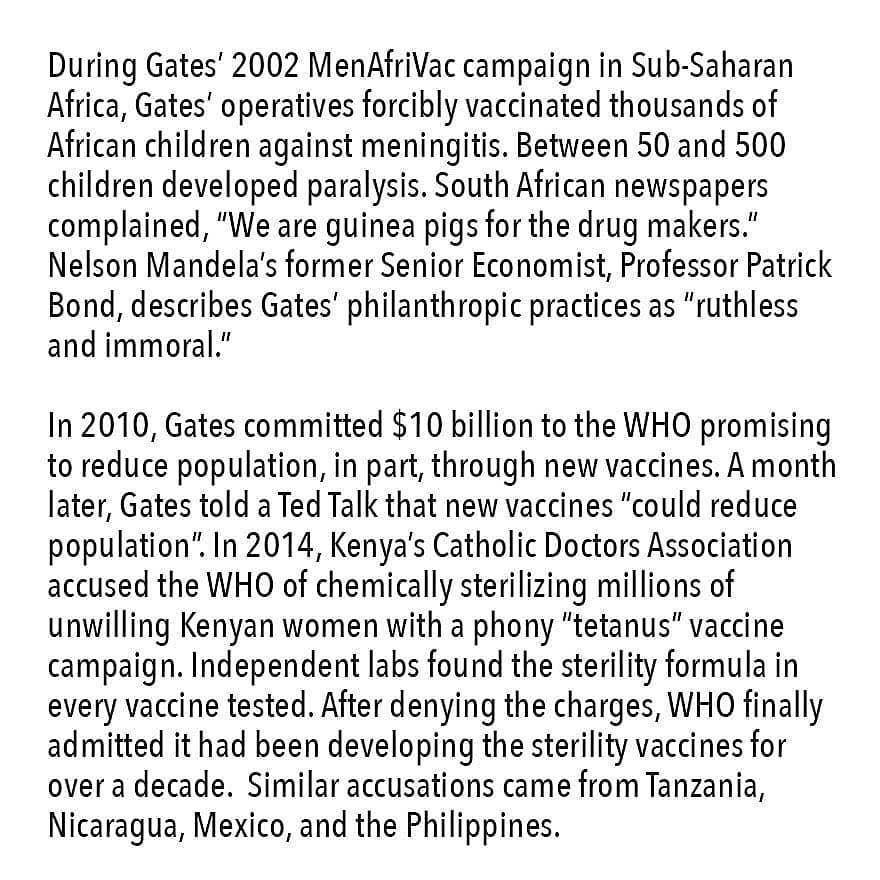 During Gates’ 2002 MenAfriVac campaign in Sub-Saharan
Africa, Gates’ operatives forcibly vaccinated thousands of
African children against meningitis. Between 50 and 500
children developed paralysis. South African newspapers
complained, “We are guinea pigs for the drug makers.”
Nelson Mandela’s former Senior Economist, Professor Patrick
Bond, describes Gates’ philanthropic practices as “ruthless
and immoral.”

In 2010, Gates committed $10 billion to the WHO promising
to reduce population, in part, through new vaccines. A month
later, Gates told a Ted Talk that new vaccines “could reduce
population”. In 2014, Kenya’s Catholic Doctors Association
accused the WHO of chemically sterilizing millions of
unwilling Kenyan women with a phony “tetanus” vaccine
campaign. Independent labs found the sterility formula in
every vaccine tested. After denying the charges, WHO finally
admitted it had been developing the sterility vaccines for
over a decade.  Similar accusations came from Tanzania,
Nicaragua, Mexico, and the Philippines.